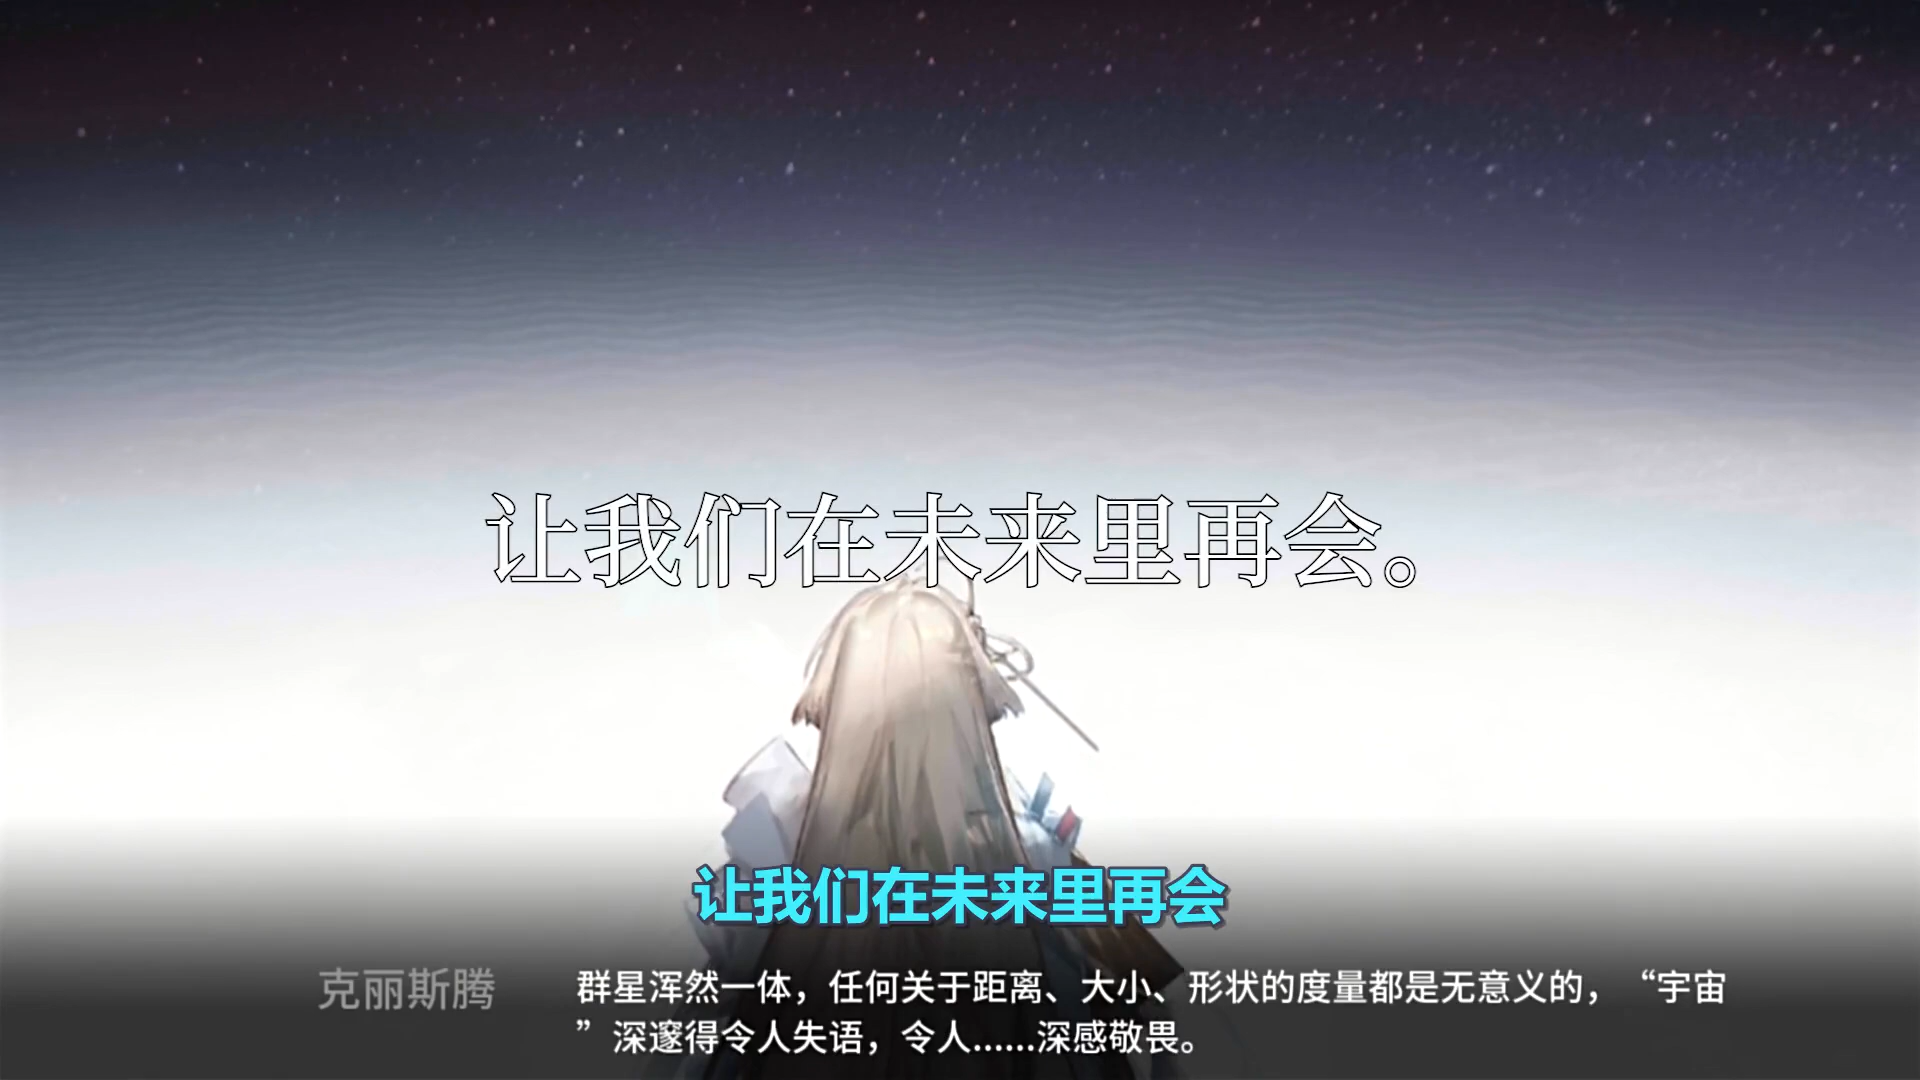 让我们在未来里再会。
让我们在未来里再会
克丽斯腾
群星浑然一体，任何关于距离、大小、形状的度量都是无意义的，“宇宙
”深邃得令人失语，令人......深感敬畏。